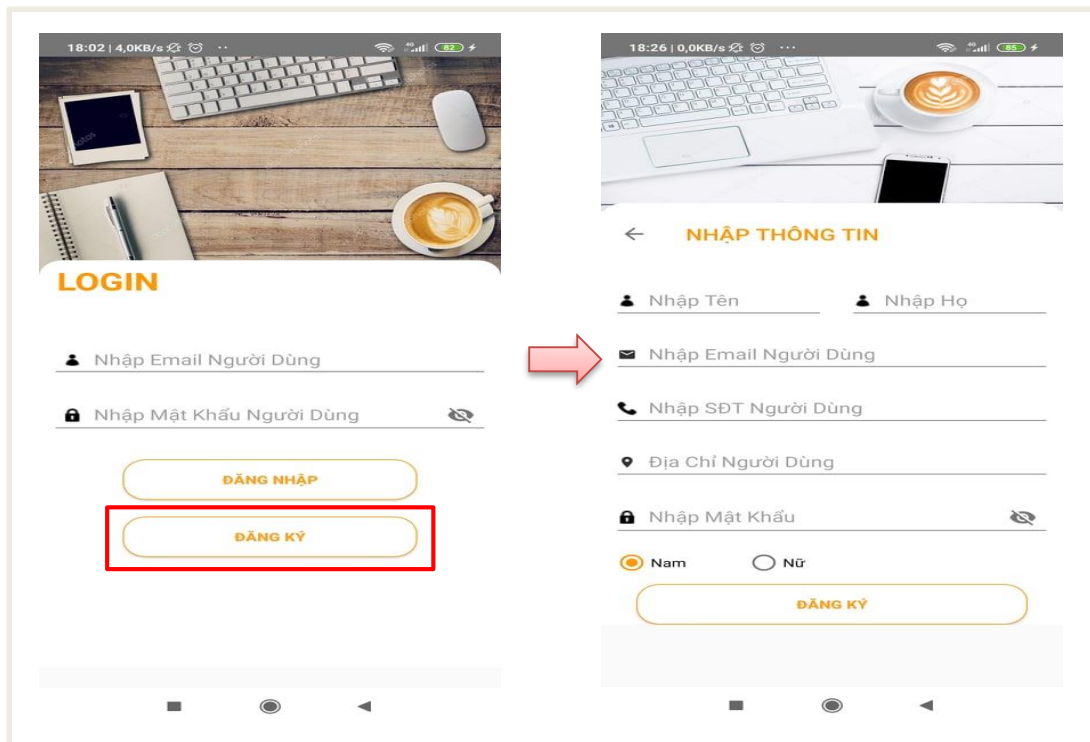 18:02 | 4,0KB/s
82
LOGIN
Nhập Email Người Dùng
Nhập Mật Khẩu Người Dùng
ĐĂNG NHẬP
ĐĂNG KÝ
18:26 | 0,0KB/s
85
NHẬP THÔNG TIN
Nhập Tên
Nhập Họ
Nhập Email Người Dùng
Nhập SĐT Người Dùng
Địa Chỉ Người Dùng
Nhập Mật Khẩu
Nam
Nữ
ĐĂNG KÝ